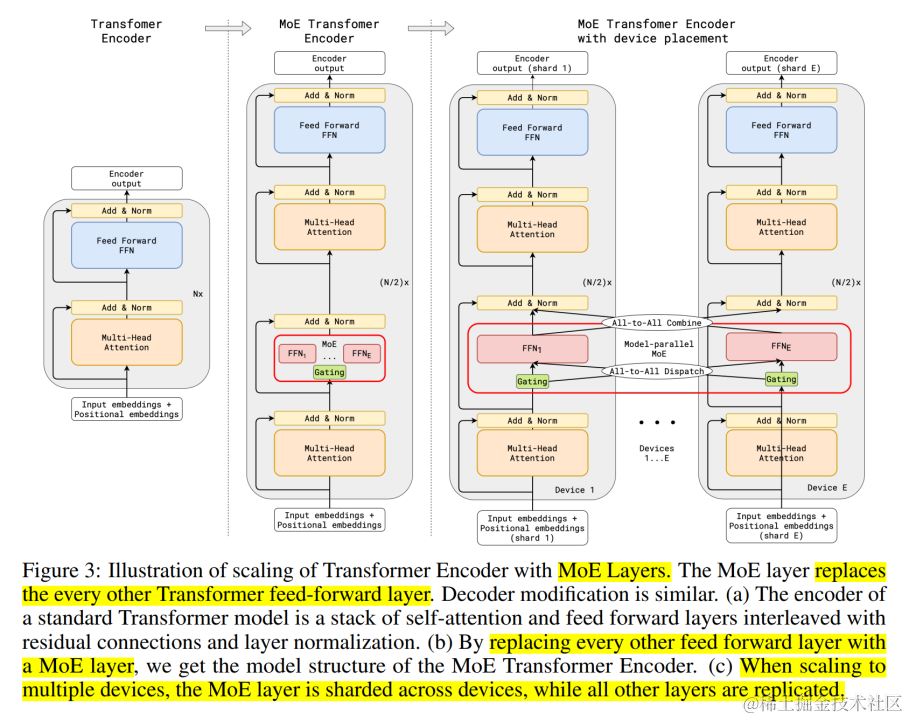 Transfomer
Encoder
MoE Transfomer
Encoder
MoE Transfomer Encoder
with device placement
Encoder
output
Add & Norm
Feed Forward
FFN
Add & Norm
Multi-Head
Attention
Nx
Input embeddings +
Positional embeddings
Encoder
output
Add & Norm
Feed Forward
FFN
Add & Norm
Multi-Head
Attention
(N/2)x
Add & Norm
MoE
FFN1
...
FFNE
Gating
Add & Norm
Multi-Head
Attention
Input embeddings +
Positional embeddings
Encoder
output (shard 1)
Add & Norm
Feed Forward
FFN
Add & Norm
Multi-Head
Attention
(N/2)x
Add & Norm
All-to-All Combine
FFN1
Model-parallel
MoE
All-to-All Dispatch
Gating
Add & Norm
Multi-Head
Attention
Device 1
Input embeddings +
Positional embeddings
(shard 1)
Devices
1...E
Encoder
output (shard E)
Add & Norm
Feed Forward
FFN
Add & Norm
Multi-Head
Attention
(N/2)x
Add & Norm
FFNE
Gating
Add & Norm
Multi-Head
Attention
Device E
Input embeddings +
Positional embeddings
(shard E)
Figure 3: Illustration of scaling of Transformer Encoder with MoE Layers. The MoE layer replaces
the every other Transformer feed-forward layer. Decoder modification is similar. (a) The encoder of
a standard Transformer model is a stack of self-attention and feed forward layers interleaved with
residual connections and layer normalization. (b) By replacing every other feed forward layer with
a MoE layer, we get the model structure of the MoE Transformer Encoder. (c) When scaling to
multiple devices, the MoE layer is sharded across devices, while all other layers are replicated.
@稀土掘金技术社区